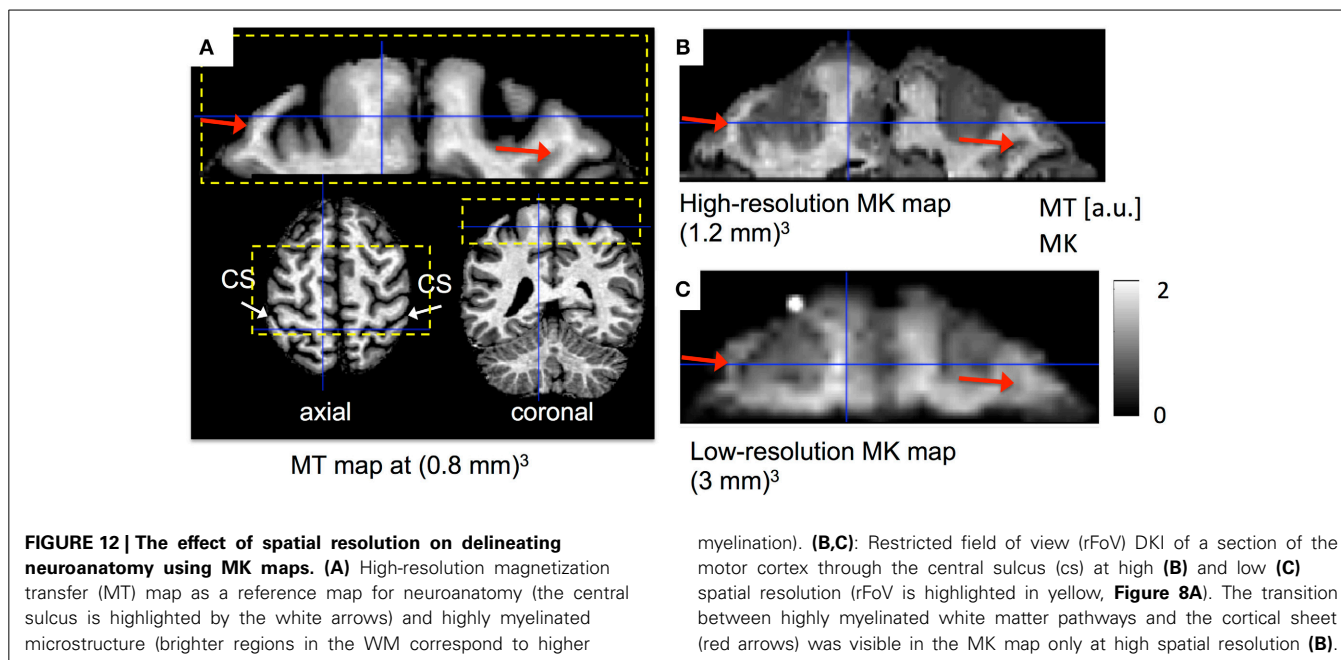 A
CS
CS
axial
coronal
MT map at (0.8 mm)³
B
High-resolution MK map
(1.2 mm)³
MT [a.u.]
MK
C
2
0
Low-resolution MK map
(3 mm)³
FIGURE 12 | The effect of spatial resolution on delineating
neuroanatomy using MK maps. (A) High-resolution magnetization
transfer (MT) map as a reference map for neuroanatomy (the central
sulcus is highlighted by the white arrows) and highly myelinated
microstructure (brighter regions in the WM correspond to higher
myelination). (B,C): Restricted field of view (rFoV) DKI of a section of the
motor cortex through the central sulcus (cs) at high (B) and low (C)
spatial resolution (rFoV is highlighted in yellow, Figure 8A). The transition
between highly myelinated white matter pathways and the cortical sheet
(red arrows) was visible in the MK map only at high spatial resolution (B).